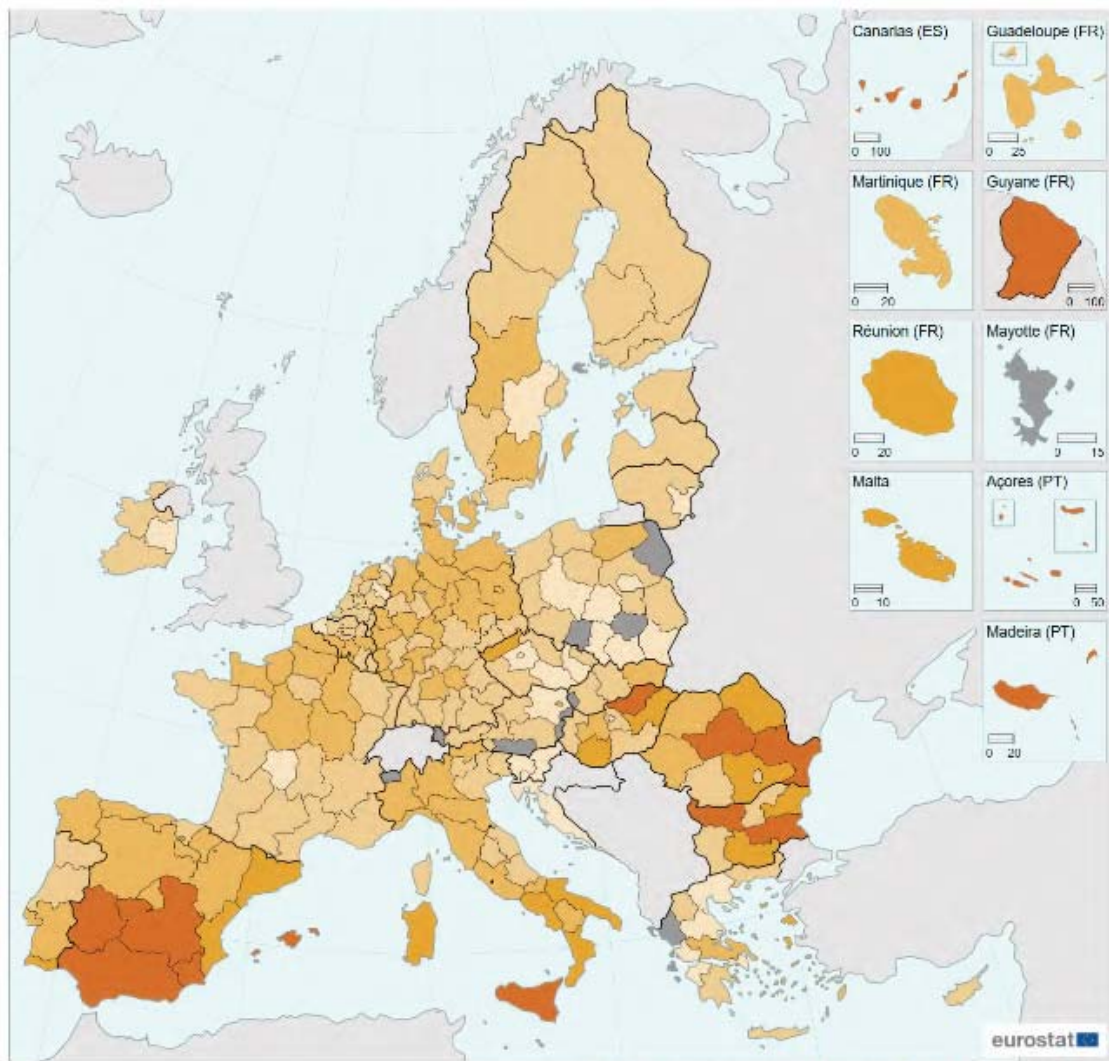 Canarias (ES)
0 100
Guadeloupe (FR)
0 25
Martinique (FR)
0 20
Guyane (FR)
0 100
Réunion (FR)
0 20
Mayotte (FR)
0 15
Malta
0 10
Açores (PT)
0 50
Madeira (PT)
0 20
eurostat